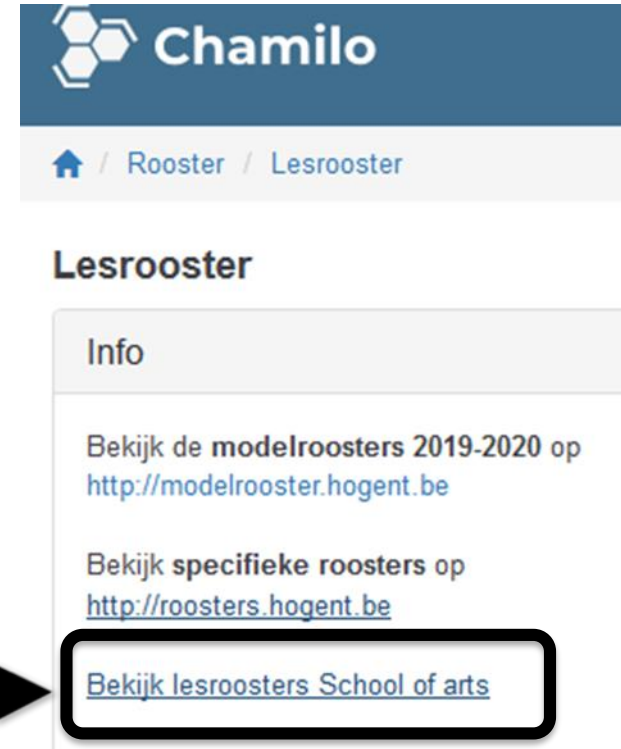 Chamilo
/ Rooster / Lesrooster
Lesrooster
Info
Bekijk de modelroosters 2019-2020 op
http://modelrooster.hogent.be
Bekijk specifieke roosters op
http://roosters.hogent.be
Bekijk lesroosters School of arts